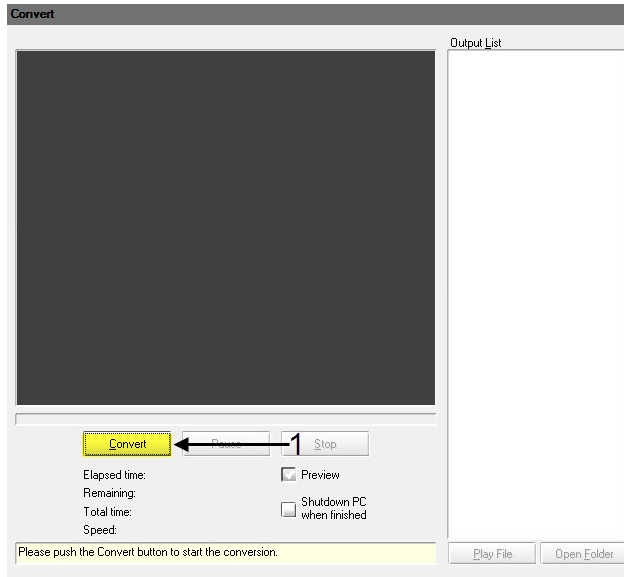 Convert
Output List
Convert
Pause
1
Stop
Elapsed time:
Preview
Remaining:
Total time:
Shutdown PC
when finished
Speed:
Please push the Convert button to start the conversion.
Play File
Open Folder